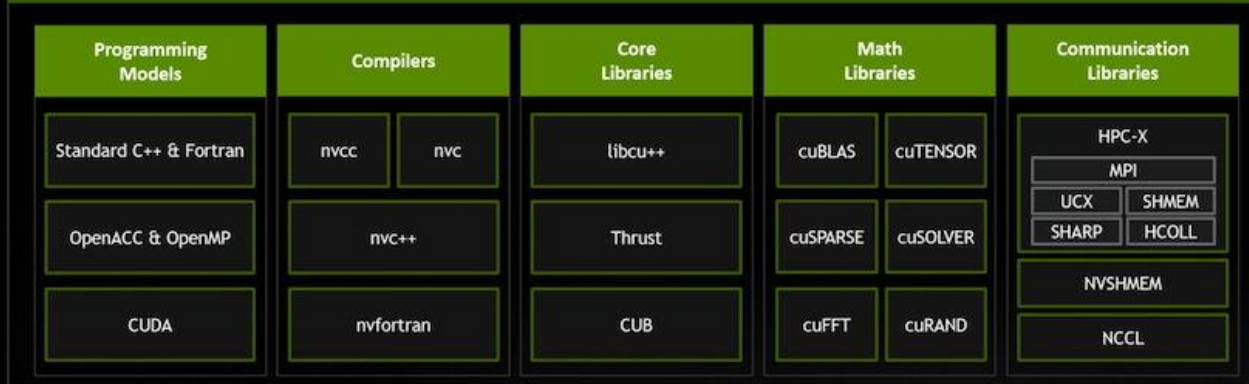 Programming
Models
Standard C++ & Fortran
OpenACC & OpenMP
CUDA
Compilers
nvcc
nvc
nvc++
nvfortran
Core
Libraries
libcu++
Thrust
CUB
Math
Libraries
cuBLAS
cuTENSOR
cuSPARSE
cuSOLVER
cuFFT
cuRAND
Communication
Libraries
HPC-X
MPI
UCX
SHMEM
SHARP
HCOLL
NVSHMEM
NCCL